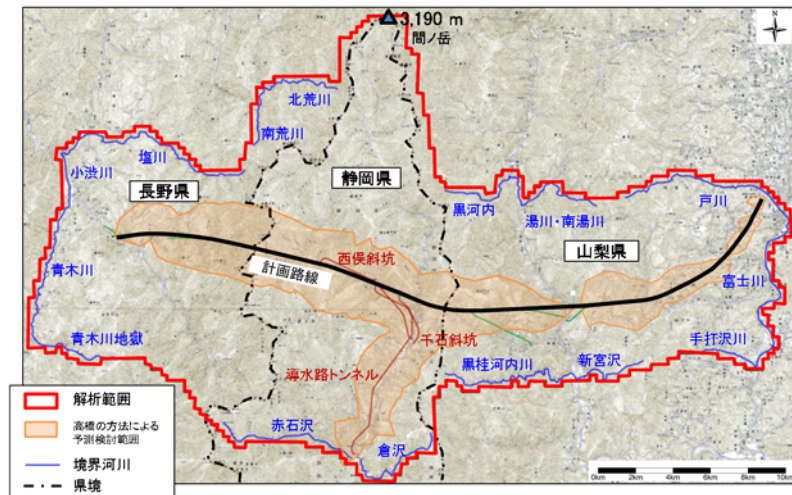 3,190 m
間ノ岳
北荒川
南荒川
塩川
小渋川
長野県
静岡県
黒河内
湯川・南湯川
戸川
山梨県
西俣斜坑
計画路線
青木川
富士川
千石斜坑
青木川地獄
手打沢川
新宮沢
黒桂河内川
導水路トンネル
赤石沢
倉沢
解析範囲
高橋の方法による
予測検討範囲
境界河川
県境
0km 2km 4km 6km 8km 10km